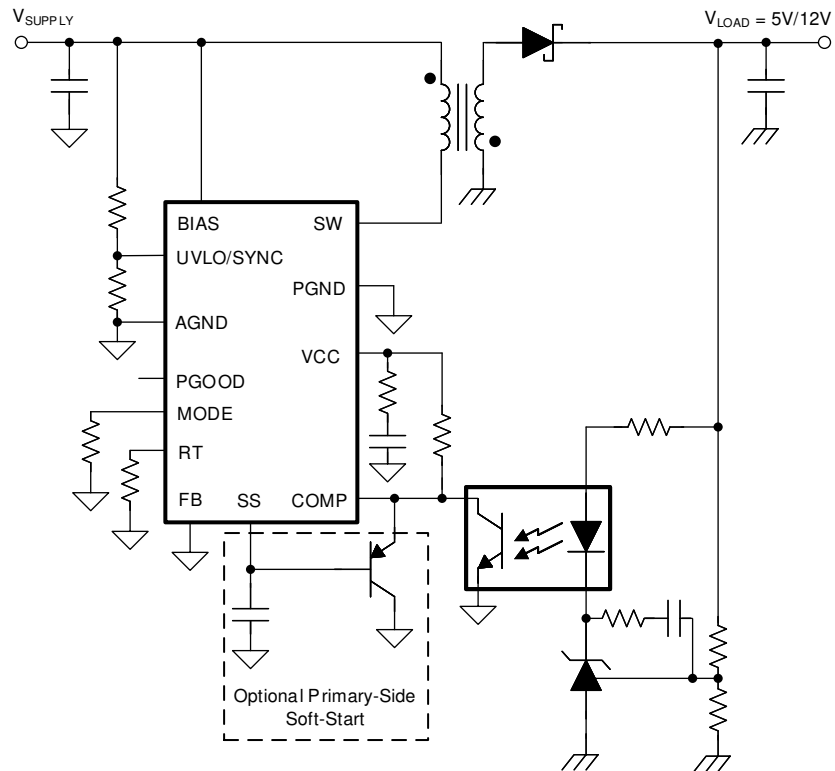 VSUPPLY
VLOAD = 5V/12V
BIAS
SW
UVLO/SYNC
PGND
AGND
VCC
PGOOD
MODE
RT
FB
SS
COMP
Optional Primary-Side
Soft-Start